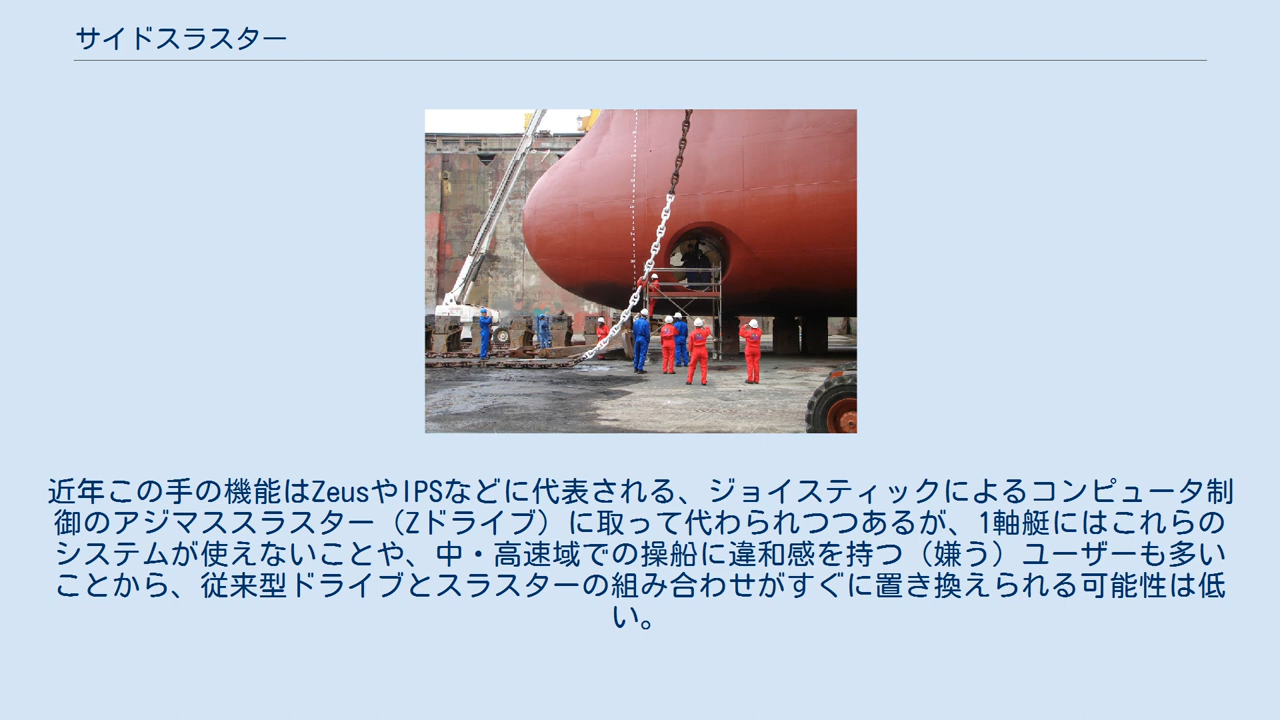 サイドスラスター
近年この手の機能はZeusやIPSなどに代表される、ジョイスティックによるコンピュータ制
御のアジマススラスター（Zドライブ）に取って代わられつつあるが、1軸艇にはこれらの
システムが使えないことや、中・高速域での操船に違和感を持つ（嫌う）ユーザーも多い
ことから、従来型ドライブとスラスターの組み合わせがすぐに置き換えられる可能性は低
い。